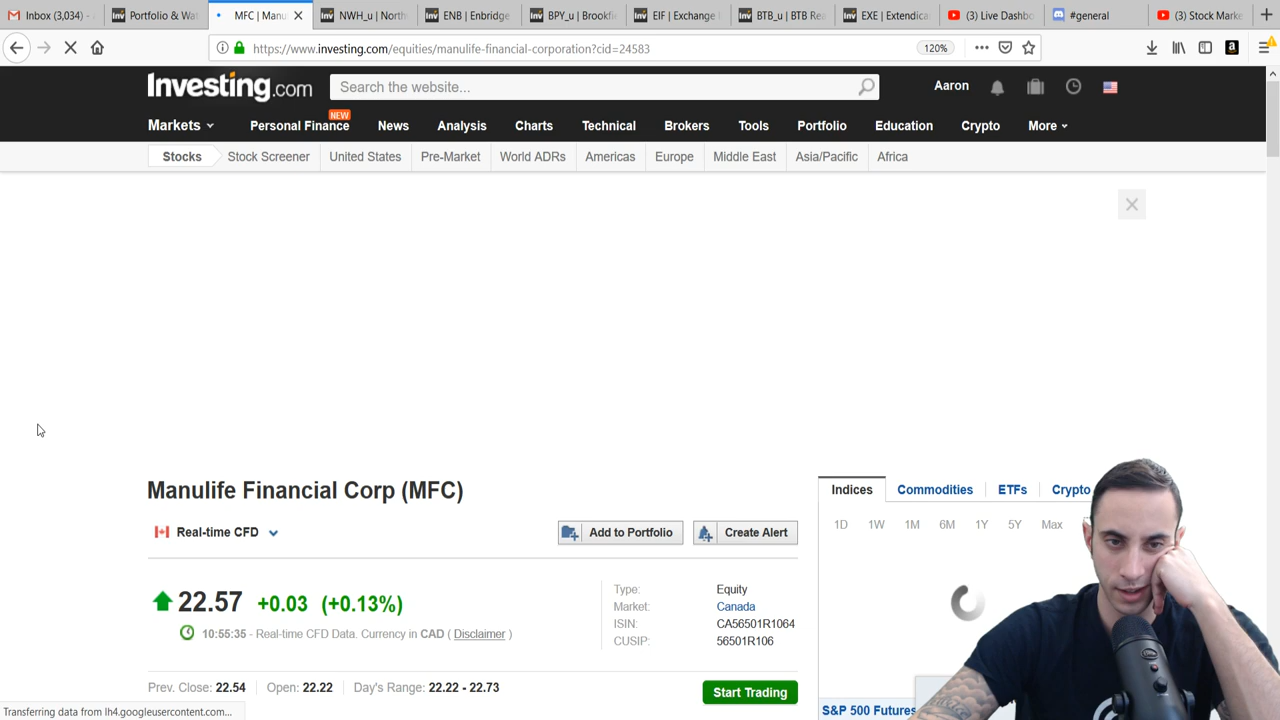 Inbox (3,034) -
Portfolio & Wat
MFC | Manu
NWH_u | North
ENB | Enbridge
BPY_u | Brookfie
EIF | Exchange
BTB_u | BTB Rea
EXE | Extendica
(3) Live Dashbo
#general
(3) Stock Marke
https://www.investing.com/equities/manulife-financial-corporation?cid=24583
120%
Investing.com
Search the website...
Aaron
NEW
Markets
Personal Finance
News
Analysis
Charts
Technical
Brokers
Tools
Portfolio
Education
Crypto
More
Stocks
Stock Screener
United States
Pre-Market
World ADRs
Americas
Europe
Middle East
Asia/Pacific
Africa
Manulife Financial Corp (MFC)
Indices
Commodities
ETFs
Crypto
1D 1W 1M 6M 1Y 5Y Max
Real-time CFD
Add to Portfolio
Create Alert
22.57 +0.03 (+0.13%)
10:55:35 - Real-time CFD Data. Currency in CAD ( Disclaimer )
Type: Equity
Market: Canada
ISIN: CA56501R1064
CUSIP: 56501R106
Prev. Close: 22.54
Open: 22.22
Day's Range: 22.22 - 22.73
Start Trading
S&P 500 Futures
Transferring data from lh4.googleusercontent.com...